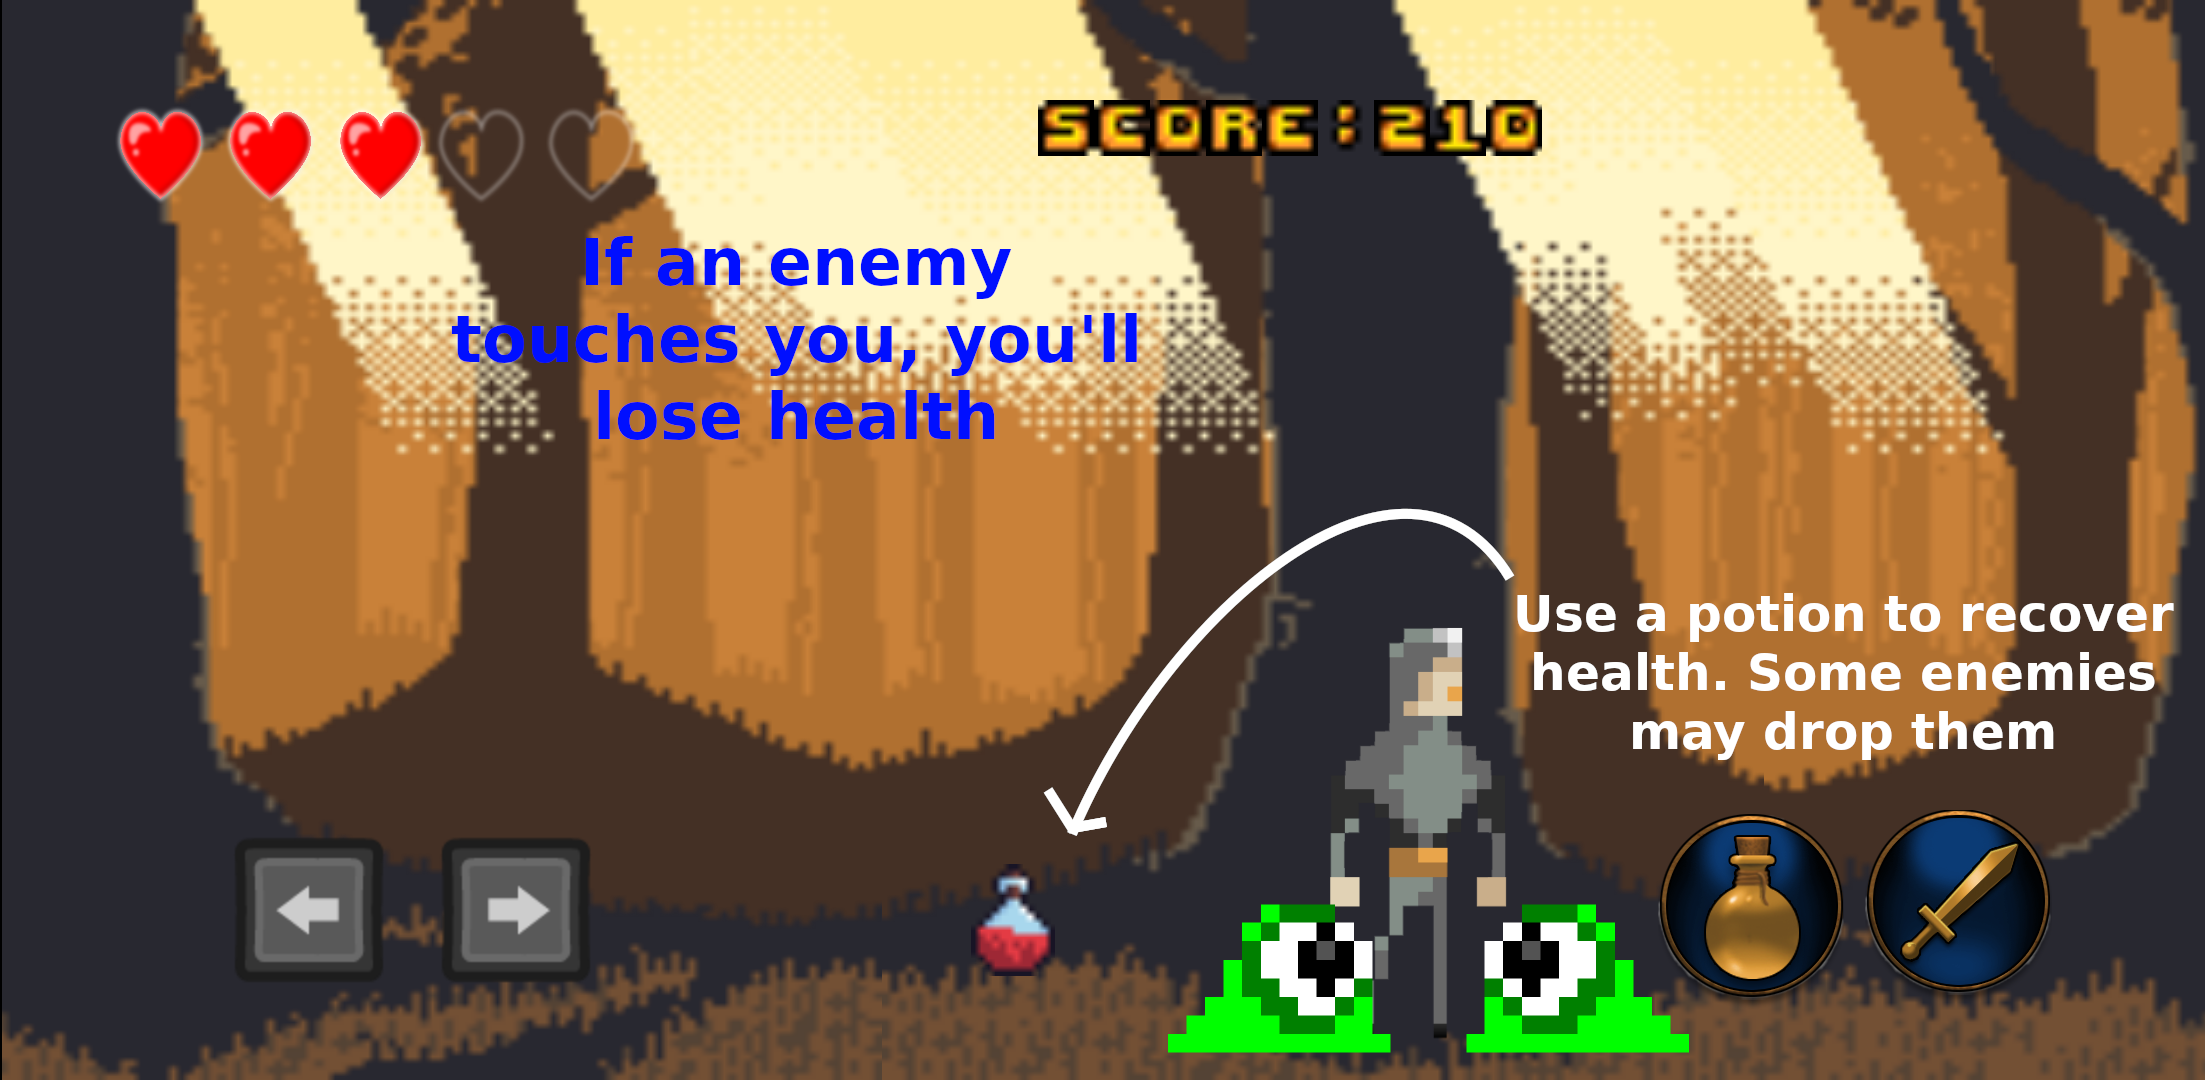 SCORE:210
If an enemy
touches you, you'll
lose health
Use a potion to recover
health. Some enemies
may drop them